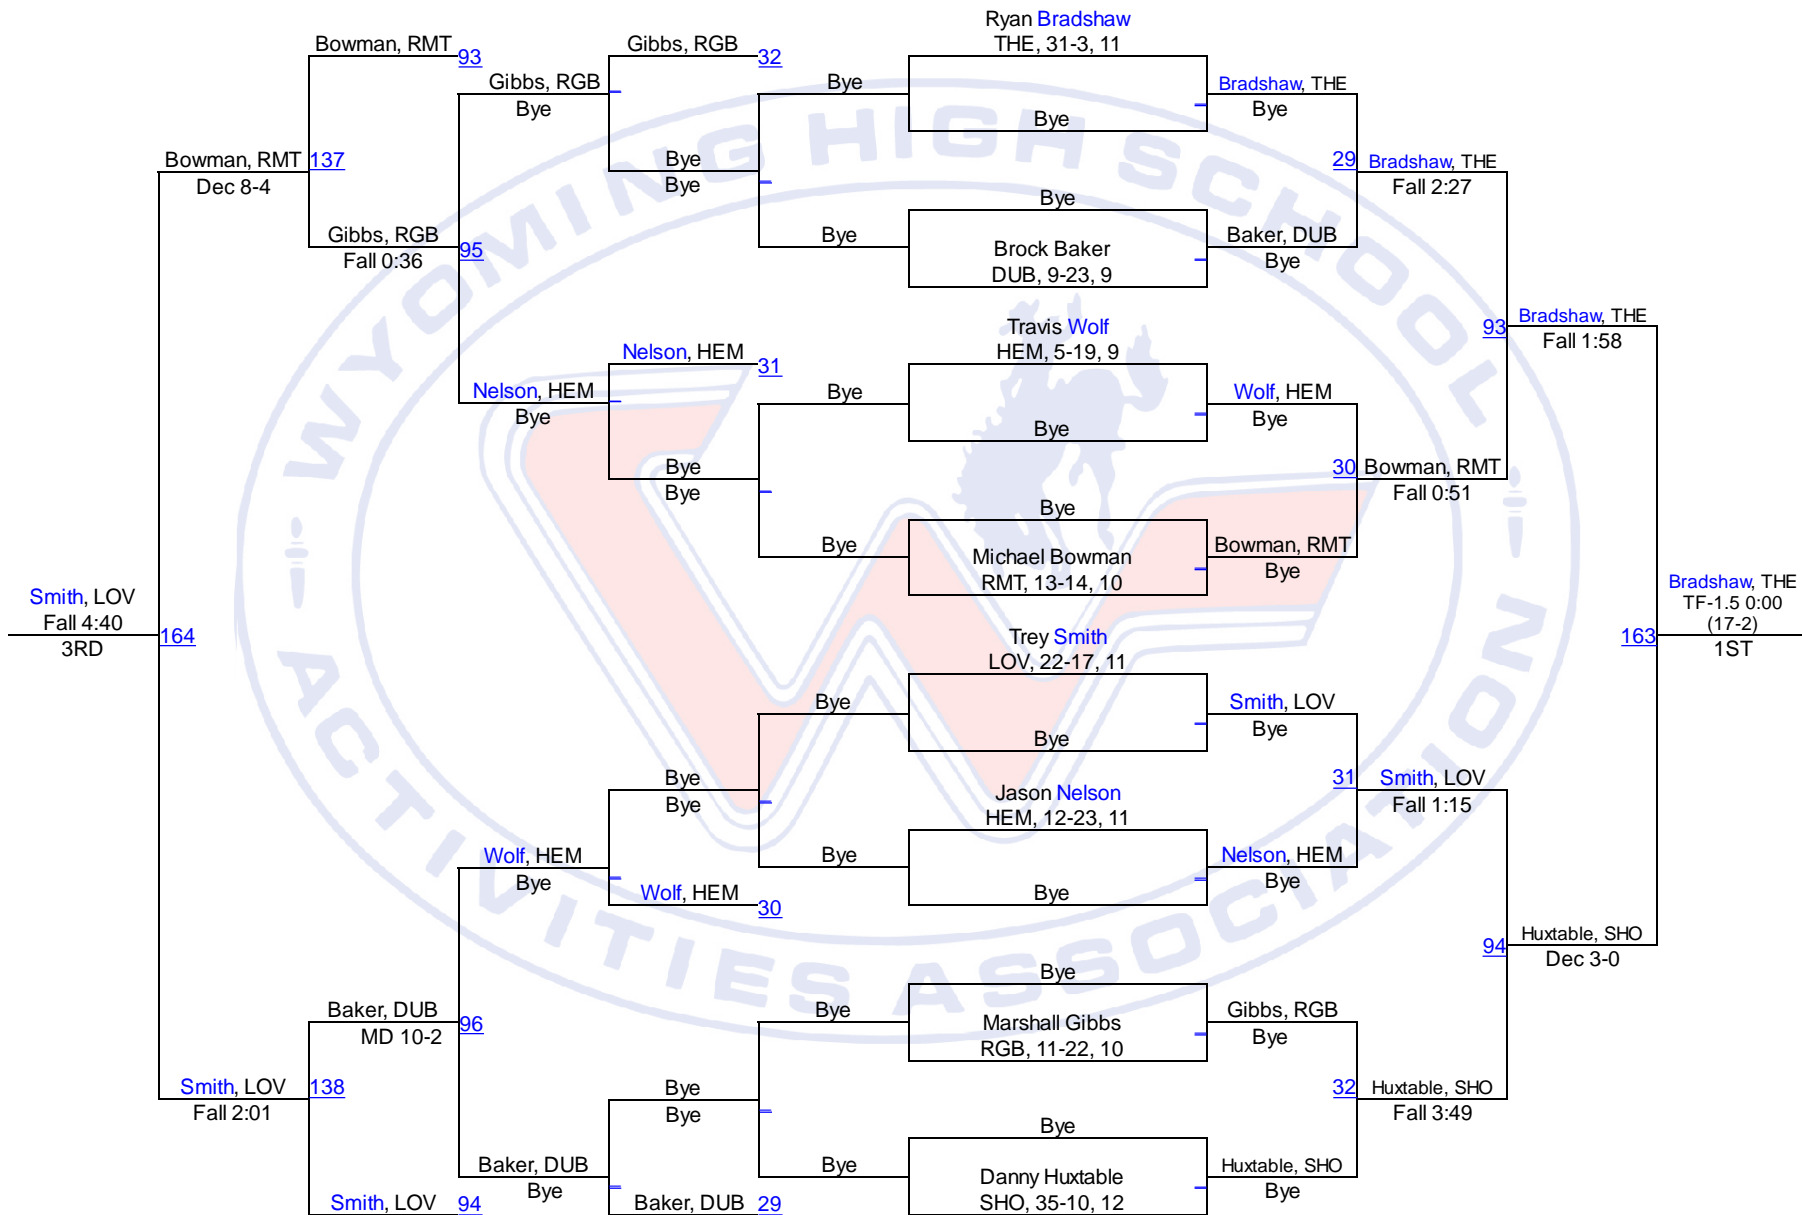 Ryan Bradshaw
THE, 31-3, 11
Bowman, RMT
93
Gibbs, RGB
32
Gibbs, RGB
Bye
Bye
Bye
Bradshaw, THE
Bye
Bowman, RMT
Dec 8-4
137
Bye
Bye
29
Bradshaw, THE
Fall 2:27
Bye
Gibbs, RGB
Fall 0:36
95
Bye
Brock Baker
DUB, 9-23, 9
Baker, DUB
Bye
Travis Wolf
HEM, 5-19, 9
93
Bradshaw, THE
Fall 1:58
Nelson, HEM
31
Nelson, HEM
Bye
Bye
Bye
Wolf, HEM
Bye
Bye
Bye
30
Bowman, RMT
Fall 0:51
Bye
Bye
Michael Bowman
RMT, 13-14, 10
Bowman, RMT
Bye
Smith, LOV
Fall 4:40
3RD
164
Trey Smith
LOV, 22-17, 11
163
Bradshaw, THE
TF-1.5 0:00
(17-2)
1ST
Bye
Bye
Smith, LOV
Bye
Bye
Bye
Jason Nelson
HEM, 12-23, 11
31
Smith, LOV
Fall 1:15
Wolf, HEM
Bye
Bye
Bye
Nelson, HEM
Bye
Wolf, HEM
30
94
Huxtable, SHO
Dec 3-0
Bye
Baker, DUB
MD 10-2
96
Bye
Marshall Gibbs
RGB, 11-22, 10
Gibbs, RGB
Bye
Smith, LOV
Fall 2:01
138
Bye
Bye
32
Huxtable, SHO
Fall 3:49
Bye
Baker, DUB
Bye
Bye
Danny Huxtable
SHO, 35-10, 12
Huxtable, SHO
Bye
Smith, LOV
94
Baker, DUB
29
WYOMING HIGH SCHOOL
ACTIVITIES ASSOCIATION